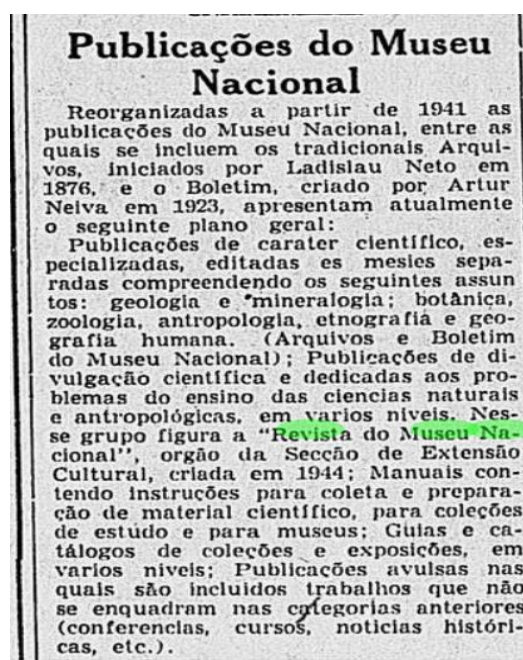 Publicações do Museu
Nacional
Reorganizadas a partir de 1941 as
publicações do Museu Nacional, entre as
quais se incluem os tradicionais Arqui-
vos, iniciados por Ladislau Neto em
1876, e o Boletim, criado por Artur
Neiva em 1923, apresentam atualmente
o seguinte plano geral:
Publicações de carater científico, es-
pecializadas, editadas es mesics sepa-
radas compreendendo os seguintes assun
tos: geologia e mineralogia; botânica,
zoologia, antropologia, etnografia e geo-
grafia humana. (Arquivos e Boletim
do Museu Nacional); Publicações de di-
vulgação científica e dedicadas aos pro-
blemas do ensino das ciencias naturais
e antropológicas, em varios niveis. Nes-
se grupo figura a "Revista do Museu Na-
cional", orgão da Secção de Extensão
Cultural, criada em 1944; Manuais con-
tendo instruções para coleta e prepara-
ção de material científico, para coleções
de estudo e para museus; Guias e ca-
tálogos de coleções e exposições, em
varios niveis; Publicações avulsas nas
quais são incluidos trabalhos que não
se enquadram nas categorias anteriores
(conferencias, cursos, noticias históri-
cas, etc.).